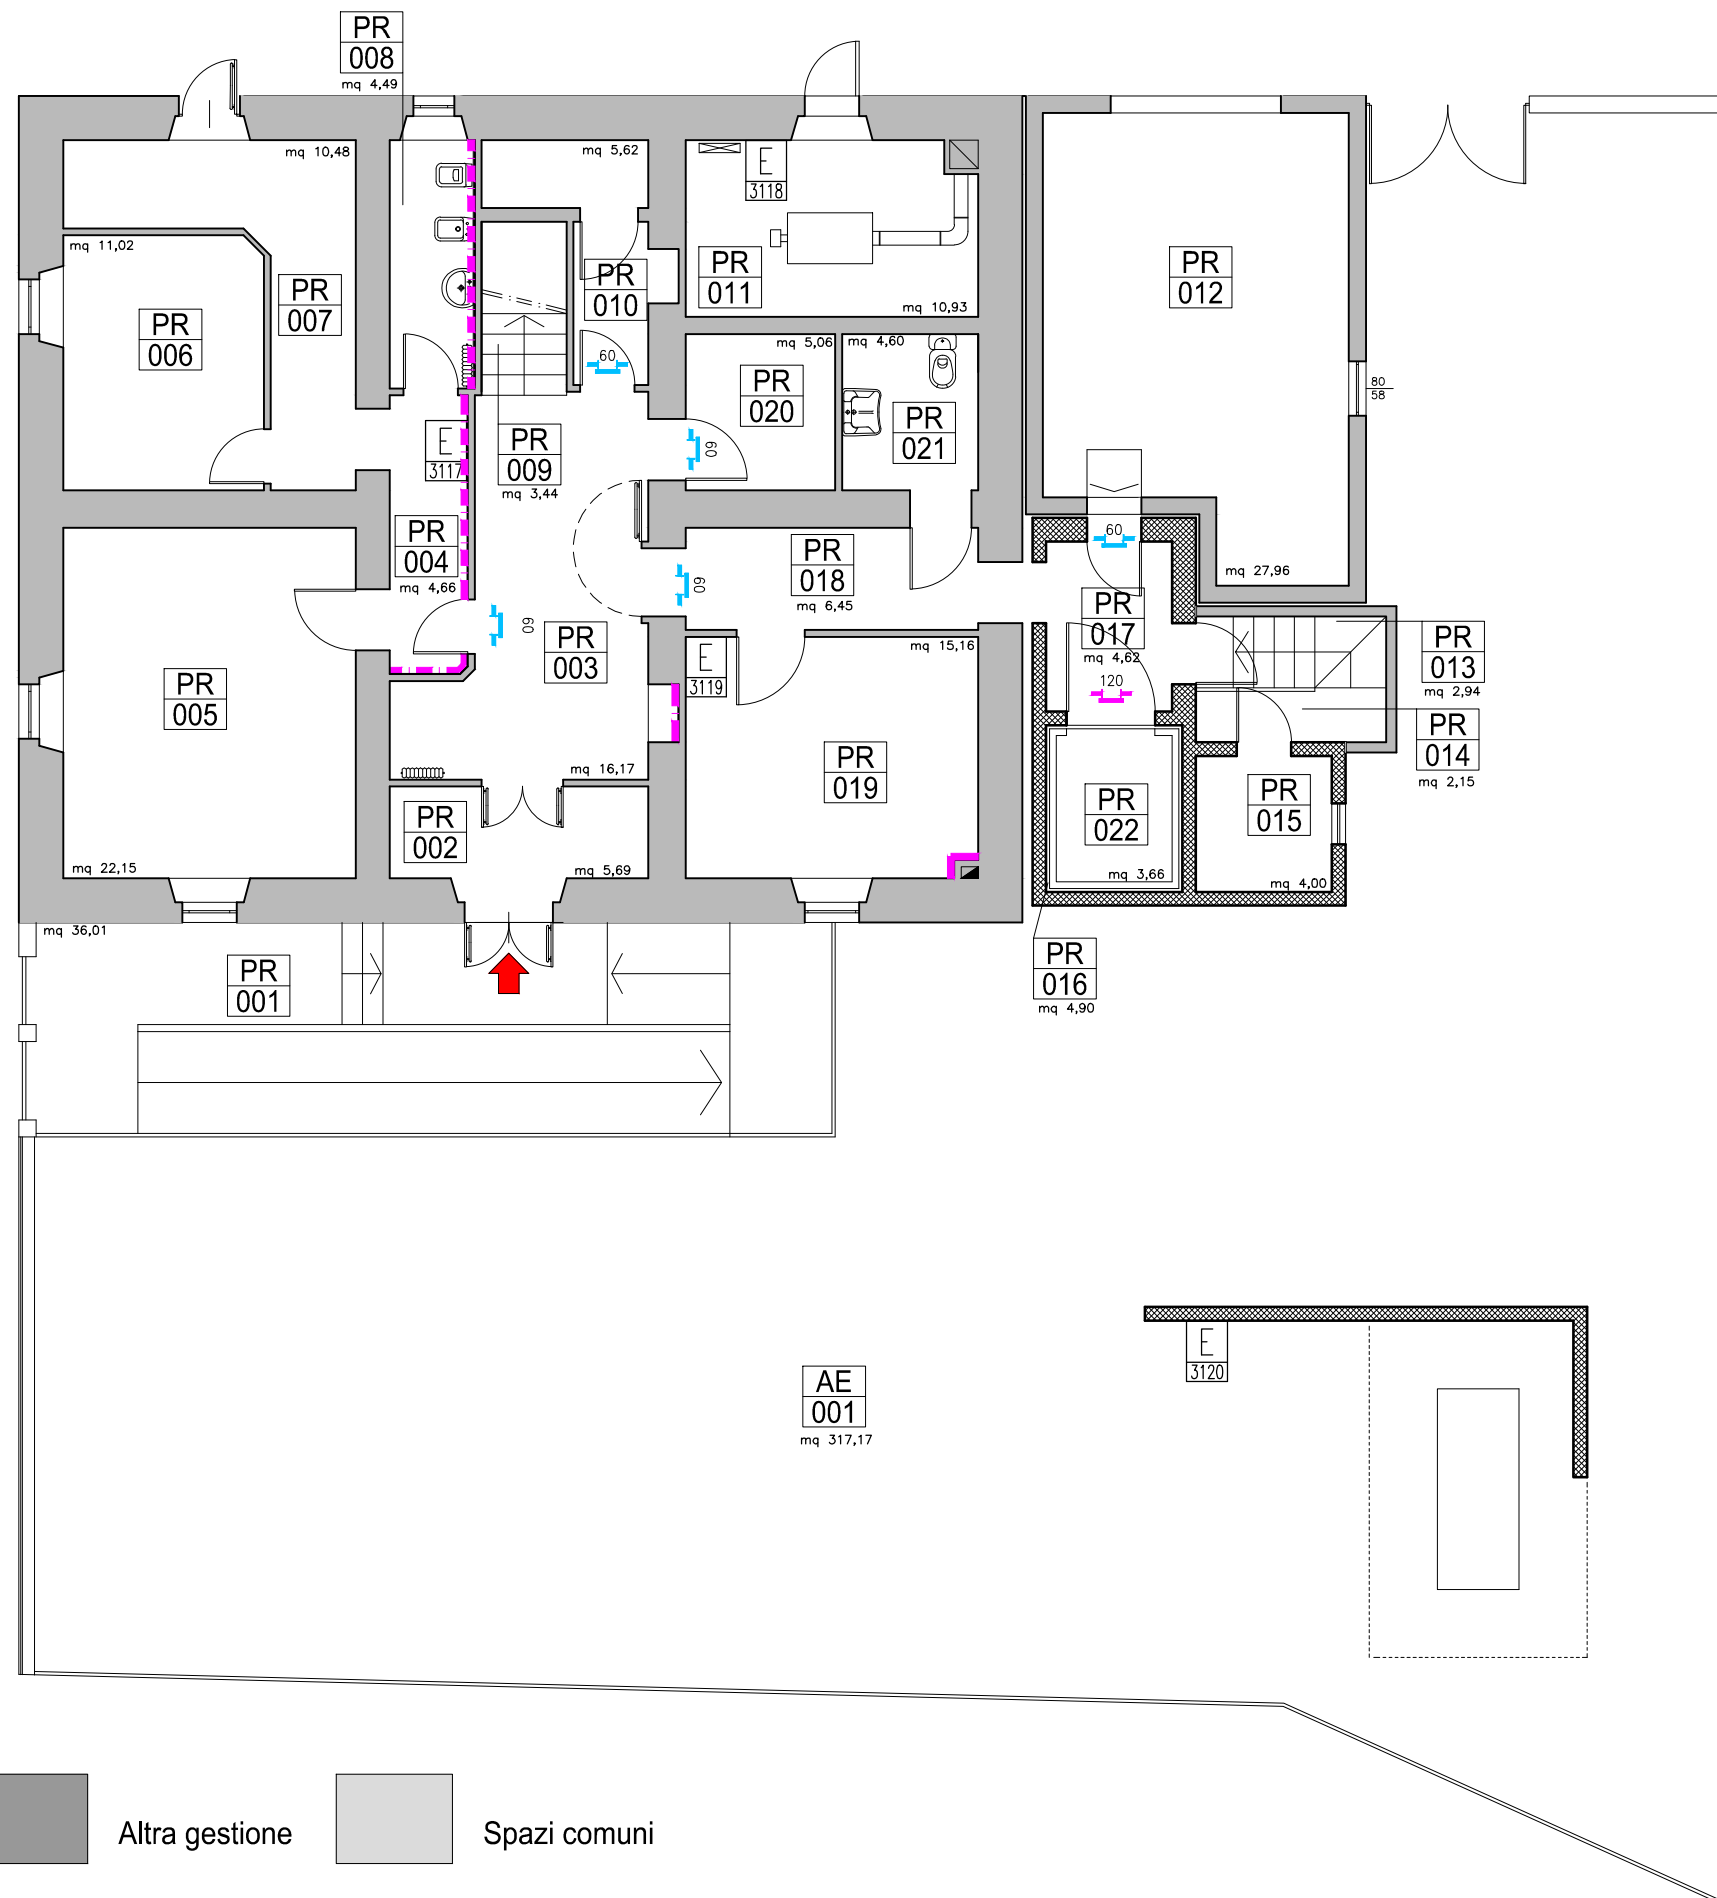 PR
008
mq 4,49
mq 10,48
mq 5,62
E
3118
mq 11,02
PR
006
PR
007
PR
010
PR
011
mq 10,93
PR
012
60
mq 5,06
mq 4,60
PR
020
PR
021
80
58
E
3117
PR
009
mq 3,44
60
PR
004
mq 4,66
PR
018
mq 6,45
60
60
mq 27,96
60
PR
017
mq 4,62
120
PR
003
mq 16,17
E
3119
mq 15,16
PR
013
mq 2,94
PR
014
mq 2,15
PR
005
mq 22,15
PR
002
mq 5,69
PR
019
PR
022
mq 3,66
PR
015
mq 4,00
mq 36,01
PR
001
PR
016
mq 4,90
E
3120
AE
001
mq 317,17
Altra gestione
Spazi comuni